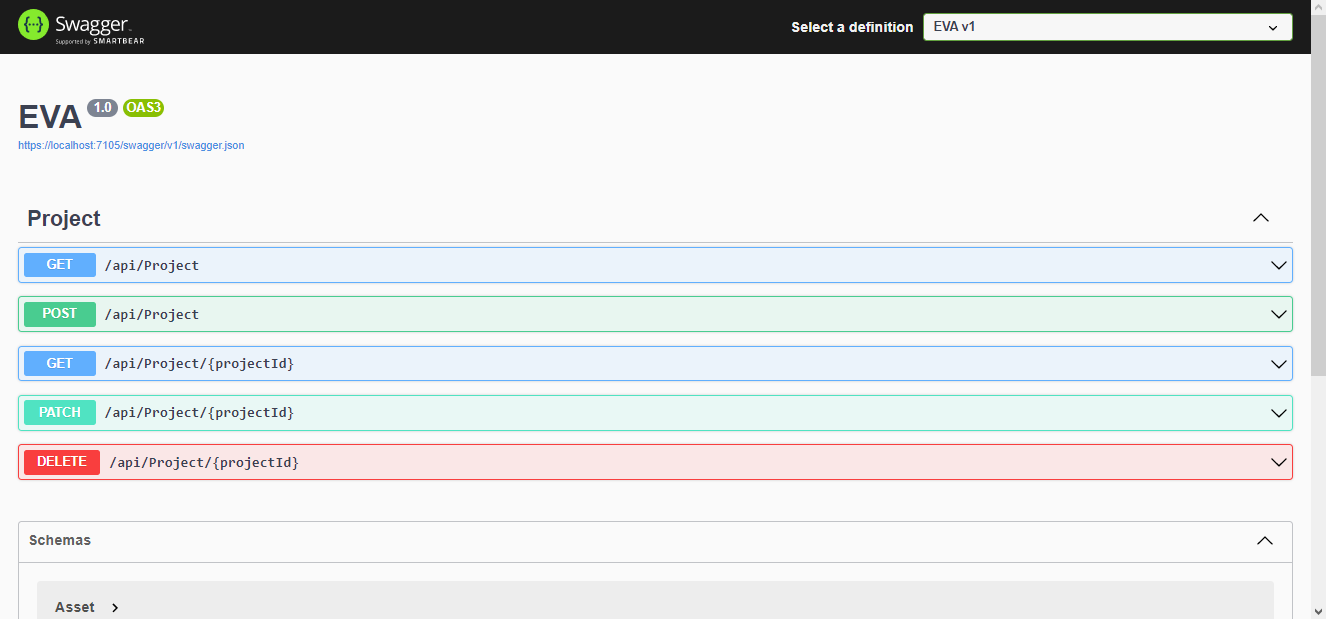 Swagger
Supported by SMARTBEAR
Select a definition
EVA v1
EVA 1.0 OAS3
https://localhost:7105/swagger/v1/swagger.json
Project
GET /api/Project
POST /api/Project
GET /api/Project/{projectId}
PATCH /api/Project/{projectId}
DELETE /api/Project/{projectId}
Schemas
Asset